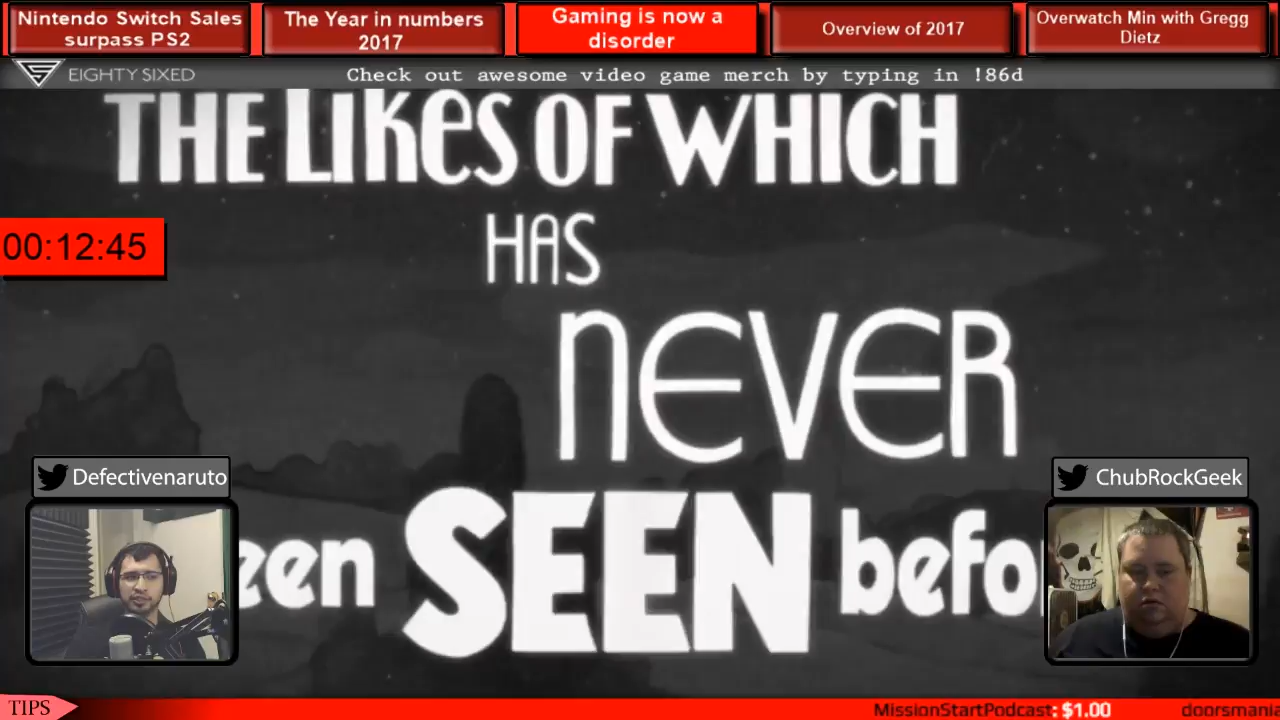 Nintendo Switch Sales
surpass PS2
The Year in numbers
2017
Gaming is now a
disorder
Overview of 2017
Overwatch Min with Gregg
Dietz
EIGHTY SIXED
Check out awesome video game merch by typing in !86d
THE LIKES OF WHICH
HAS
00:12:45
NEVER
Defectivenaruto
ChubRockGeek
een SEEN befo
TIPS
MissionStartPodcast: $1.00 doorsmania